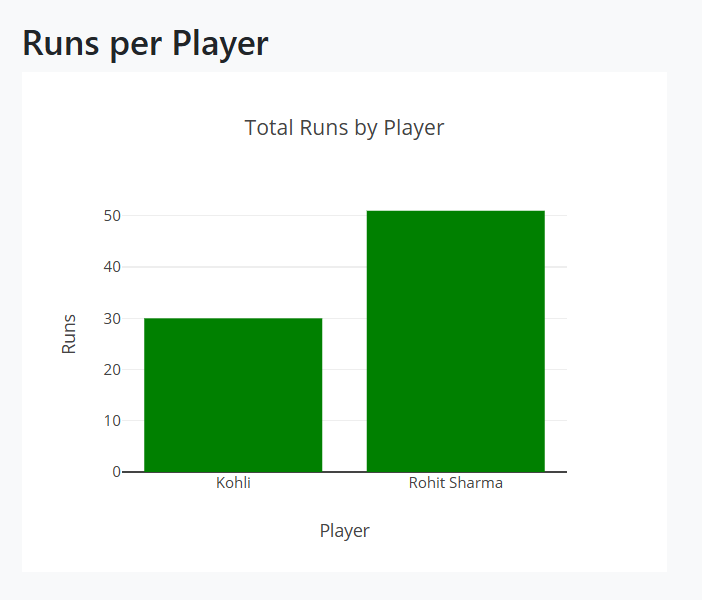 Runs per Player
Total Runs by Player
50
40
30
20
10
0
Runs
Kohli
Rohit Sharma
Player